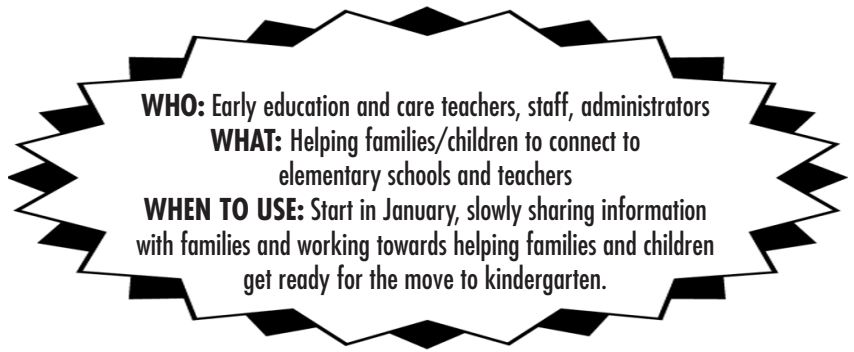 WHO: Early education and care teachers, staff, administrators
WHAT: Helping families/children to connect to
elementary schools and teachers
WHEN TO USE: Start in January, slowly sharing information
with families and working towards helping families and children
get ready for the move to kindergarten.